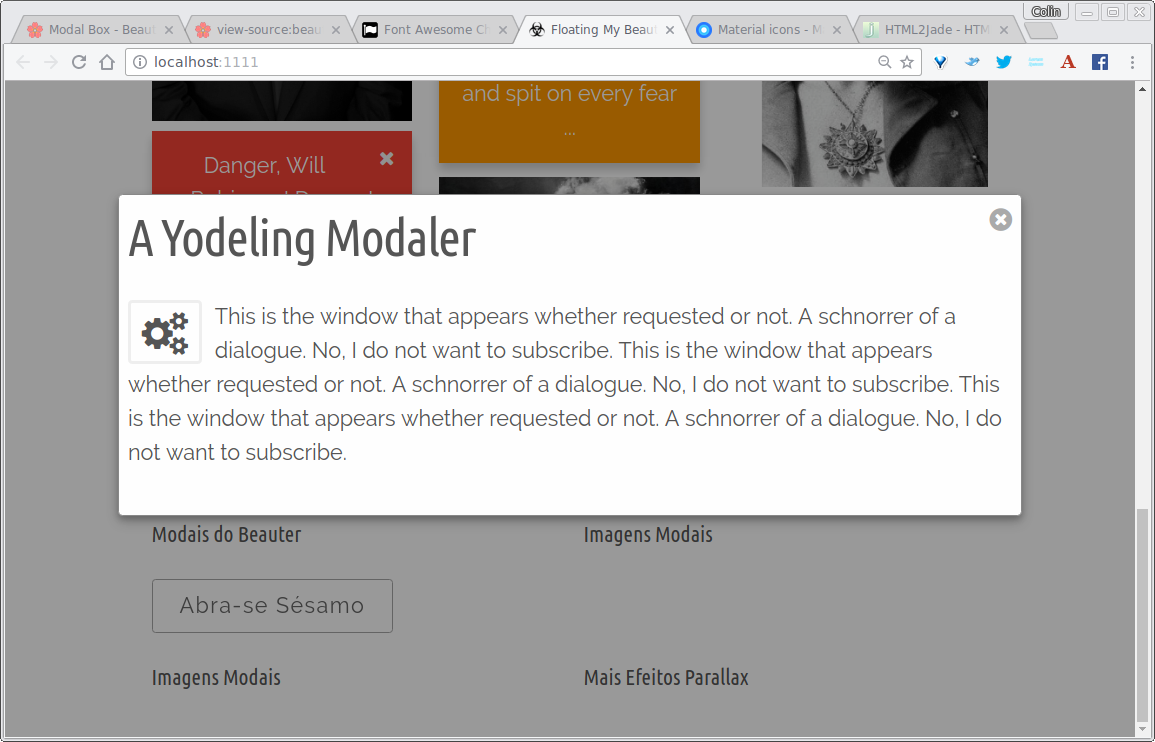 Colin
Modal Box - Beaut
view-source:beau
Font Awesome Ch
Floating My Beaut
Material icons - M
HTML2Jade - HTM
localhost:1111
and spit on every fear
...
Danger, Will
A Yodeling Modaler
This is the window that appears whether requested or not. A schnorrer of a
dialogue. No, I do not want to subscribe. This is the window that appears
whether requested or not. A schnorrer of a dialogue. No, I do not want to subscribe. This
is the window that appears whether requested or not. A schnorrer of a dialogue. No, I do
not want to subscribe.
Modais do Beauter
Imagens Modais
Abra-se Sésamo
Imagens Modais
Mais Efeitos Parallax